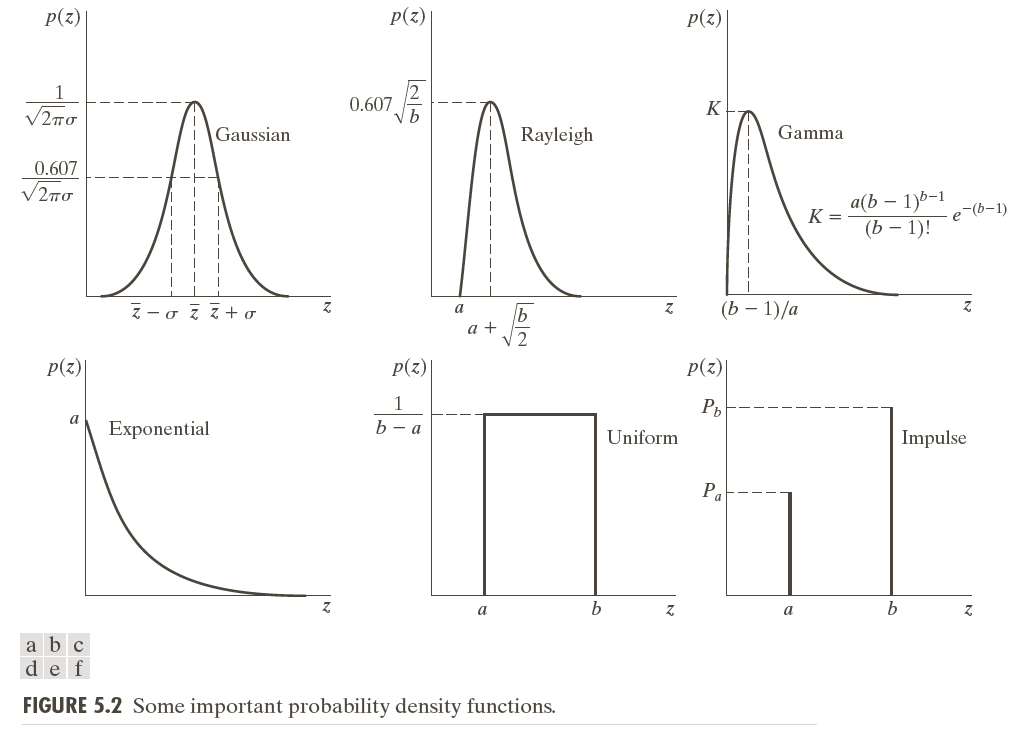 p(z)
1
√2πσ
0.607
√2πσ
Gaussian
z̄ − σ z̄ z̄ + σ
z
p(z)
0.607 √2/b
Rayleigh
a
a + √b/2
z
p(z)
K
Gamma
K = a(b − 1)^b−1 / (b − 1)! e^−(b−1)
(b − 1)/a
z
p(z)
a
Exponential
z
p(z)
1
b − a
Uniform
a b z
p(z)
P_b
P_a
Impulse
a b z
a b c
d e f
FIGURE 5.2 Some important probability density functions.